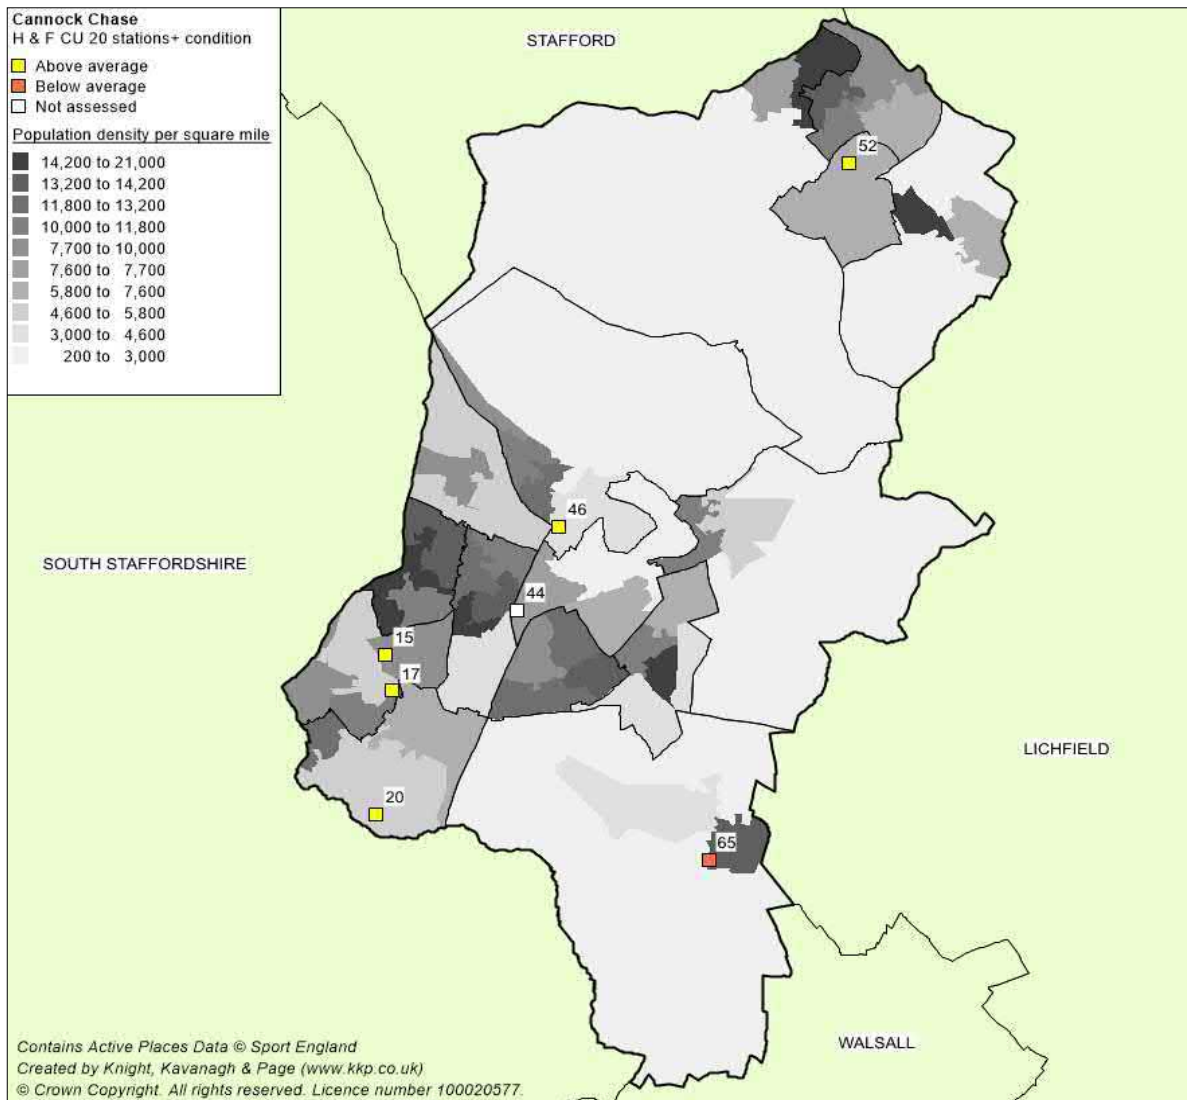 Cannock Chase
H & F CU 20 stations+ condition
Above average
Below average
Not assessed
Population density per square mile
14,200 to 21,000
13,200 to 14,200
11,800 to 13,200
10,000 to 11,800
7,700 to 10,000
7,600 to 7,700
5,800 to 7,600
4,600 to 5,800
3,000 to 4,600
200 to 3,000
STAFFORD
52
46
SOUTH STAFFORDSHIRE
44
15
17
LICHFIELD
20
65
WALSALL
Contains Active Places Data © Sport England
Created by Knight, Kavanagh & Page (www.kkp.co.uk)
© Crown Copyright. All rights reserved. Licence number 100020577.